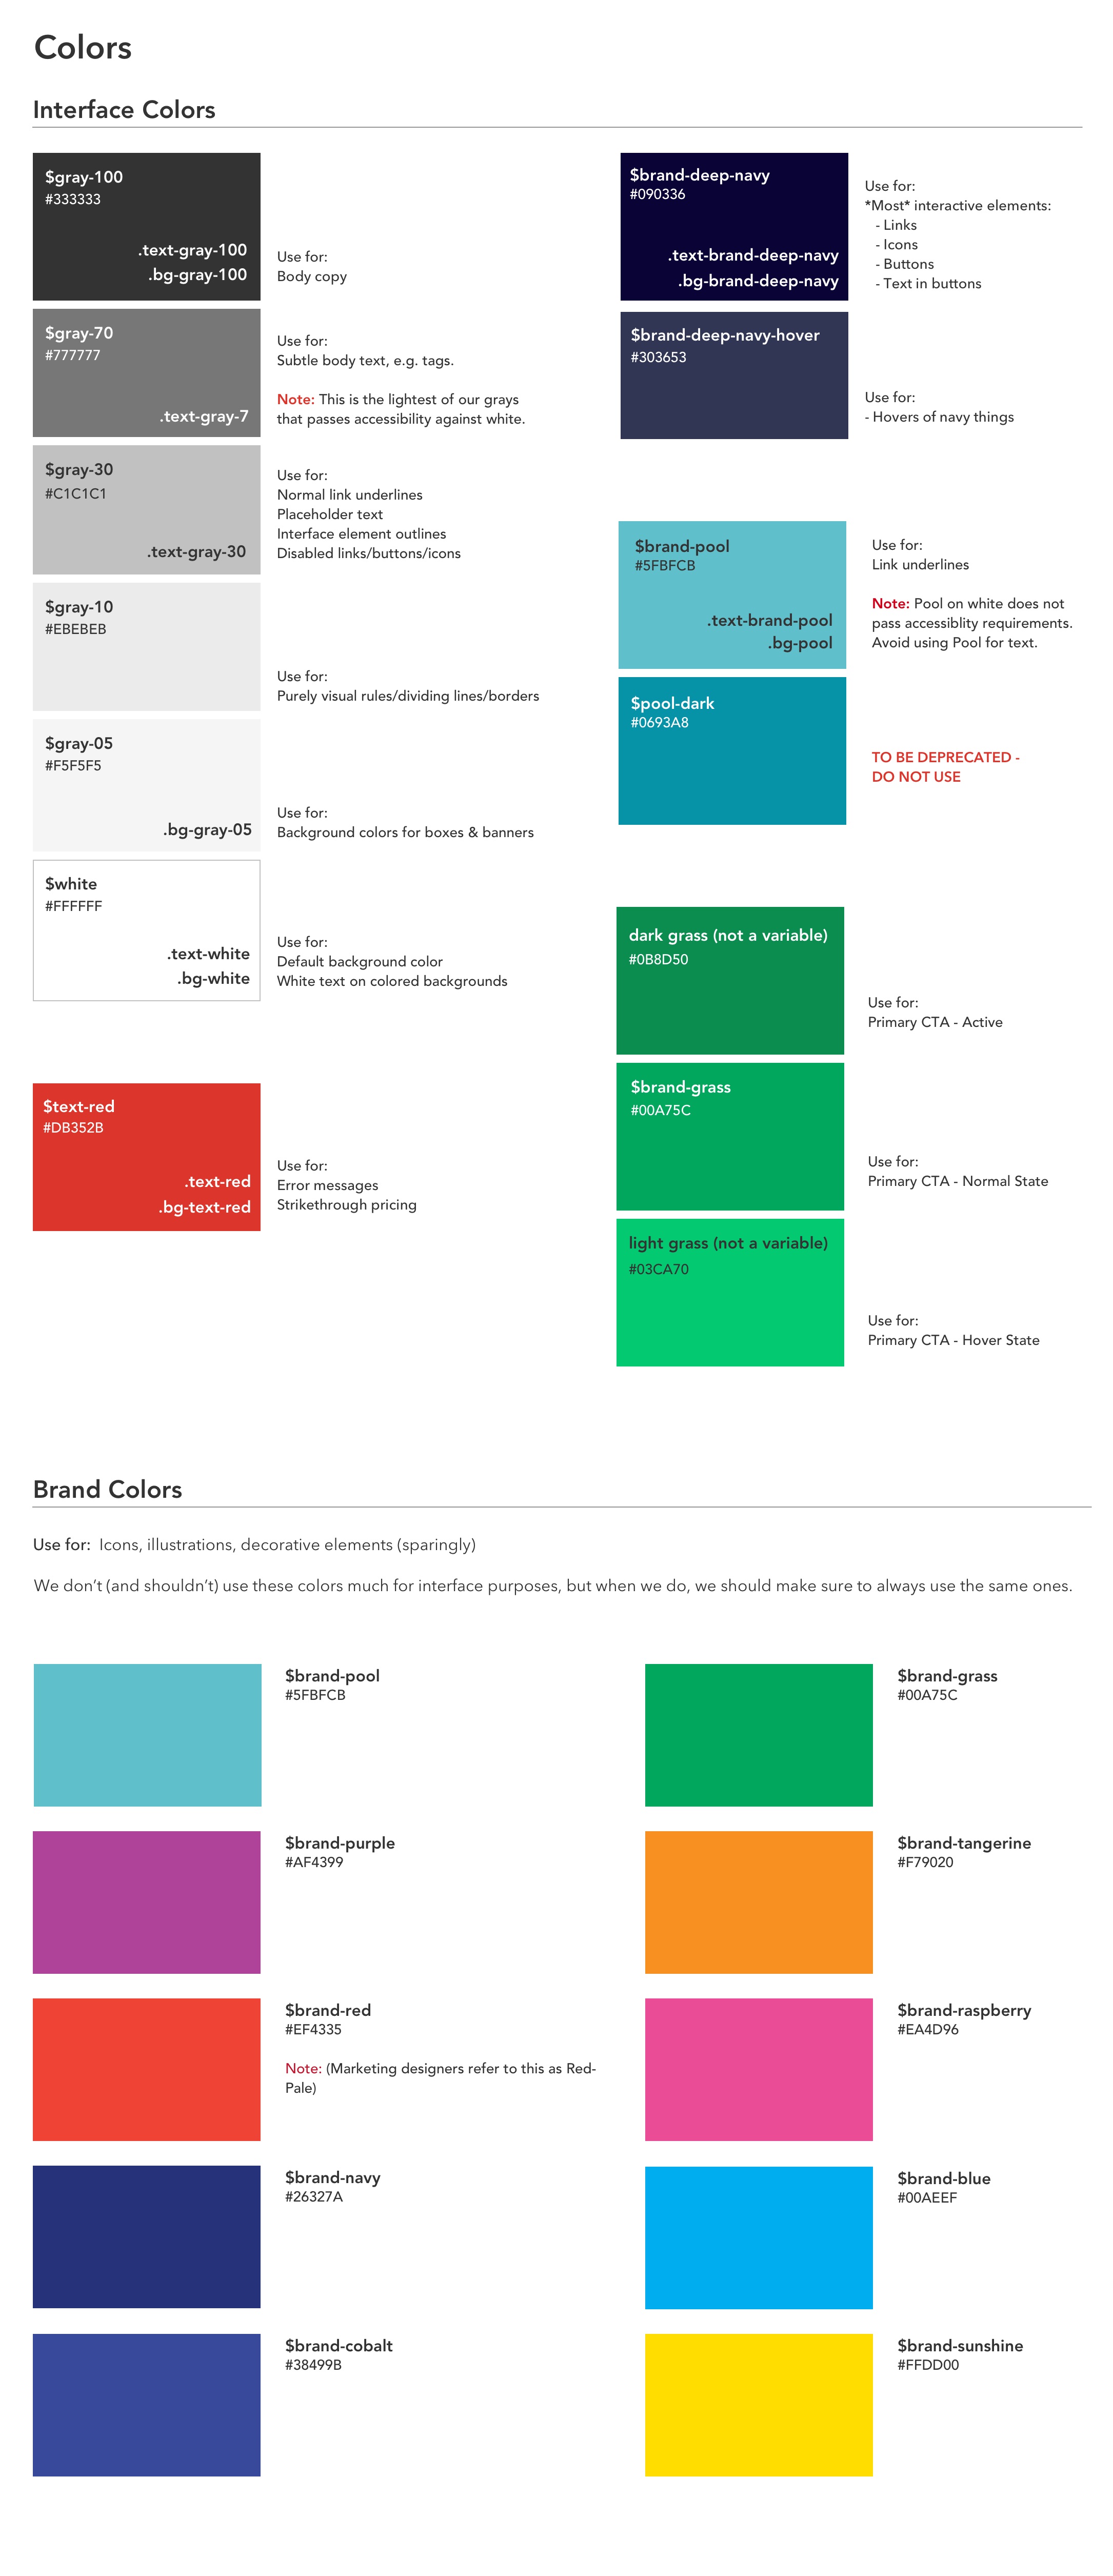 Colors
Interface Colors
$gray-100
#333333
.text-gray-100
.bg-gray-100
Use for:
Body copy
$gray-70
#777777
.text-gray-7
Use for:
Subtle body text, e.g. tags.
Note: This is the lightest of our grays
that passes accessibility against white.
$gray-30
#C1C1C1
.text-gray-30
Use for:
Normal link underlines
Placeholder text
Interface element outlines
Disabled links/buttons/icons
$gray-10
#EBEBEB
Use for:
Purely visual rules/dividing lines/borders
$gray-05
#F5F5F5
.bg-gray-05
Use for:
Background colors for boxes & banners
$white
#FFFFFF
.text-white
.bg-white
Use for:
Default background color
White text on colored backgrounds
$text-red
#DB352B
.text-red
.bg-text-red
Use for:
Error messages
Strikethrough pricing
$brand-deep-navy
#090336
.text-brand-deep-navy
.bg-brand-deep-navy
Use for:
*Most* interactive elements:
- Links
- Icons
- Buttons
- Text in buttons
$brand-deep-navy-hover
#303653
Use for:
- Hovers of navy things
$brand-pool
#5FBFCB
.text-brand-pool
.bg-pool
Use for:
Link underlines
Note: Pool on white does not
pass accessiblity requirements.
Avoid using Pool for text.
$pool-dark
#0693A8
TO BE DEPRECATED -
DO NOT USE
dark grass (not a variable)
#0B8D50
Use for:
Primary CTA - Active
$brand-grass
#00A75C
Use for:
Primary CTA - Normal State
light grass (not a variable)
#03CA70
Use for:
Primary CTA - Hover State
Brand Colors
Use for: Icons, illustrations, decorative elements (sparingly)
We don't (and shouldn't) use these colors much for interface purposes, but when we do, we should make sure to always use the same ones.
$brand-pool
#5FBFCB
$brand-grass
#00A75C
$brand-purple
#AF4399
$brand-tangerine
#F79020
$brand-red
#EF4335
Note: (Marketing designers refer to this as Red-
Pale)
$brand-raspberry
#EA4D96
$brand-navy
#26327A
$brand-blue
#00AEEF
$brand-cobalt
#38499B
$brand-sunshine
#FFDD00